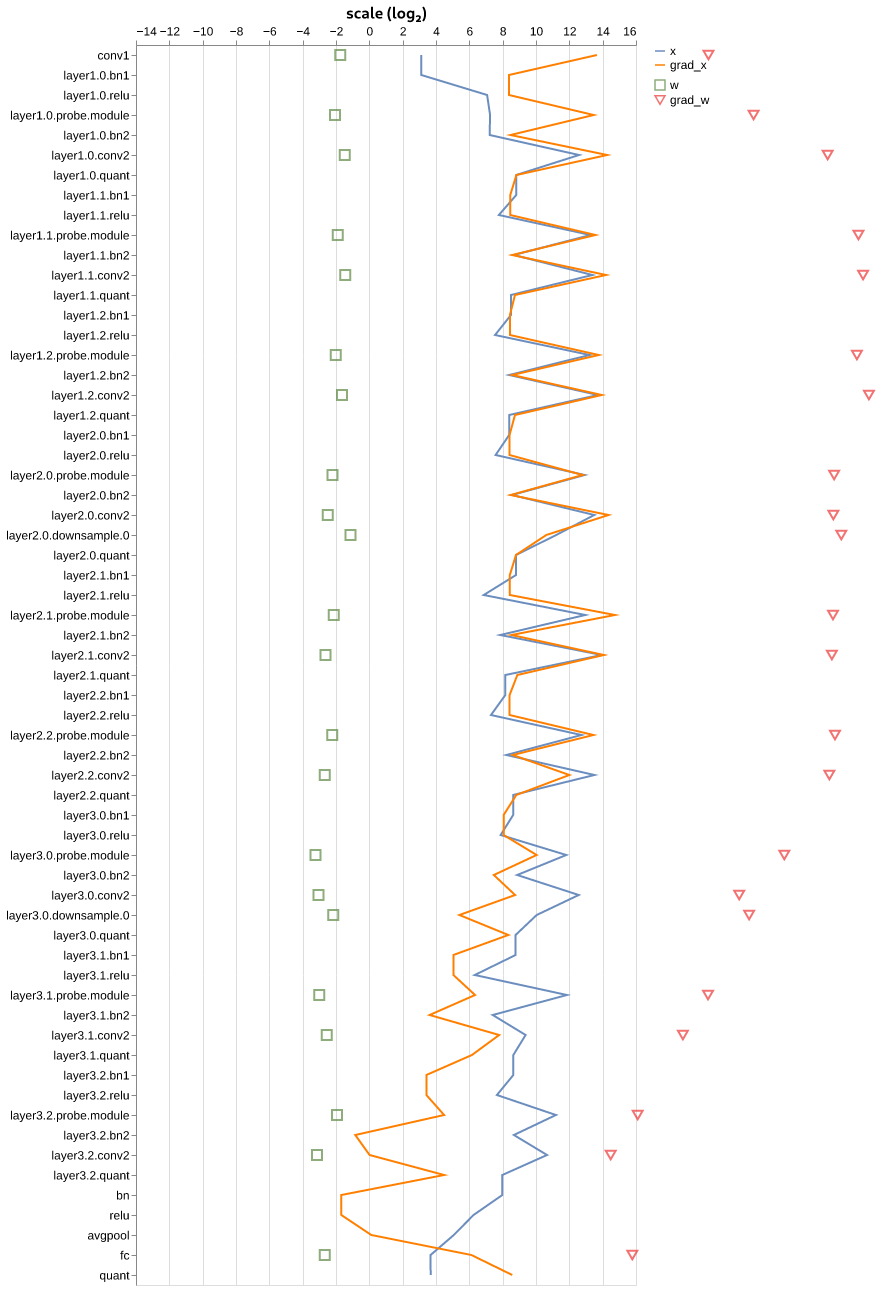 scale (log₂)
−14 −12 −10 −8 −6 −4 −2 0 2 4 6 8 10 12 14 16
x
grad_x
w
grad_w
conv1
layer1.0.bn1
layer1.0.relu
layer1.0.probe.module
layer1.0.bn2
layer1.0.conv2
layer1.0.quant
layer1.1.bn1
layer1.1.relu
layer1.1.probe.module
layer1.1.bn2
layer1.1.conv2
layer1.1.quant
layer1.2.bn1
layer1.2.relu
layer1.2.probe.module
layer1.2.bn2
layer1.2.conv2
layer1.2.quant
layer2.0.bn1
layer2.0.relu
layer2.0.probe.module
layer2.0.bn2
layer2.0.conv2
layer2.0.downsample.0
layer2.0.quant
layer2.1.bn1
layer2.1.relu
layer2.1.probe.module
layer2.1.bn2
layer2.1.conv2
layer2.1.quant
layer2.2.bn1
layer2.2.relu
layer2.2.probe.module
layer2.2.bn2
layer2.2.conv2
layer2.2.quant
layer3.0.bn1
layer3.0.relu
layer3.0.probe.module
layer3.0.bn2
layer3.0.conv2
layer3.0.downsample.0
layer3.0.quant
layer3.1.bn1
layer3.1.relu
layer3.1.probe.module
layer3.1.bn2
layer3.1.conv2
layer3.1.quant
layer3.2.bn1
layer3.2.relu
layer3.2.probe.module
layer3.2.bn2
layer3.2.conv2
layer3.2.quant
bn
relu
avgpool
fc
quant